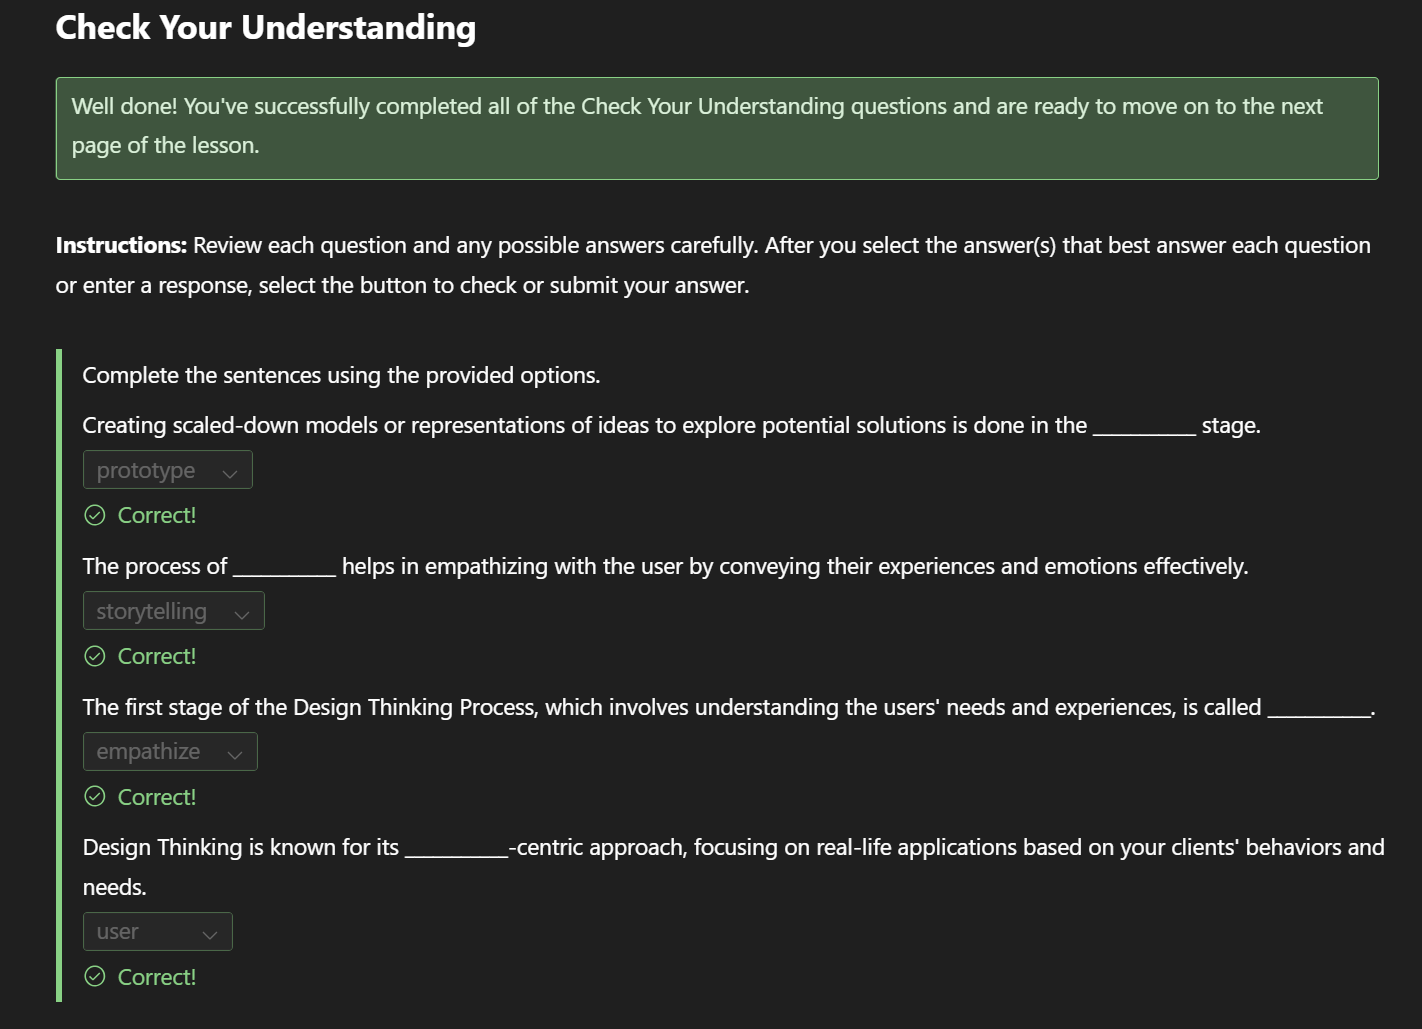 Check Your Understanding
Well done! You've successfully completed all of the Check Your Understanding questions and are ready to move on to the next
page of the lesson.
Instructions: Review each question and any possible answers carefully. After you select the answer(s) that best answer each question
or enter a response, select the button to check or submit your answer.
Complete the sentences using the provided options.
Creating scaled-down models or representations of ideas to explore potential solutions is done in the __________ stage.
prototype
Correct!
The process of __________ helps in empathizing with the user by conveying their experiences and emotions effectively.
storytelling
Correct!
The first stage of the Design Thinking Process, which involves understanding the users' needs and experiences, is called __________.
empathize
Correct!
Design Thinking is known for its __________-centric approach, focusing on real-life applications based on your clients' behaviors and
needs.
user
Correct!